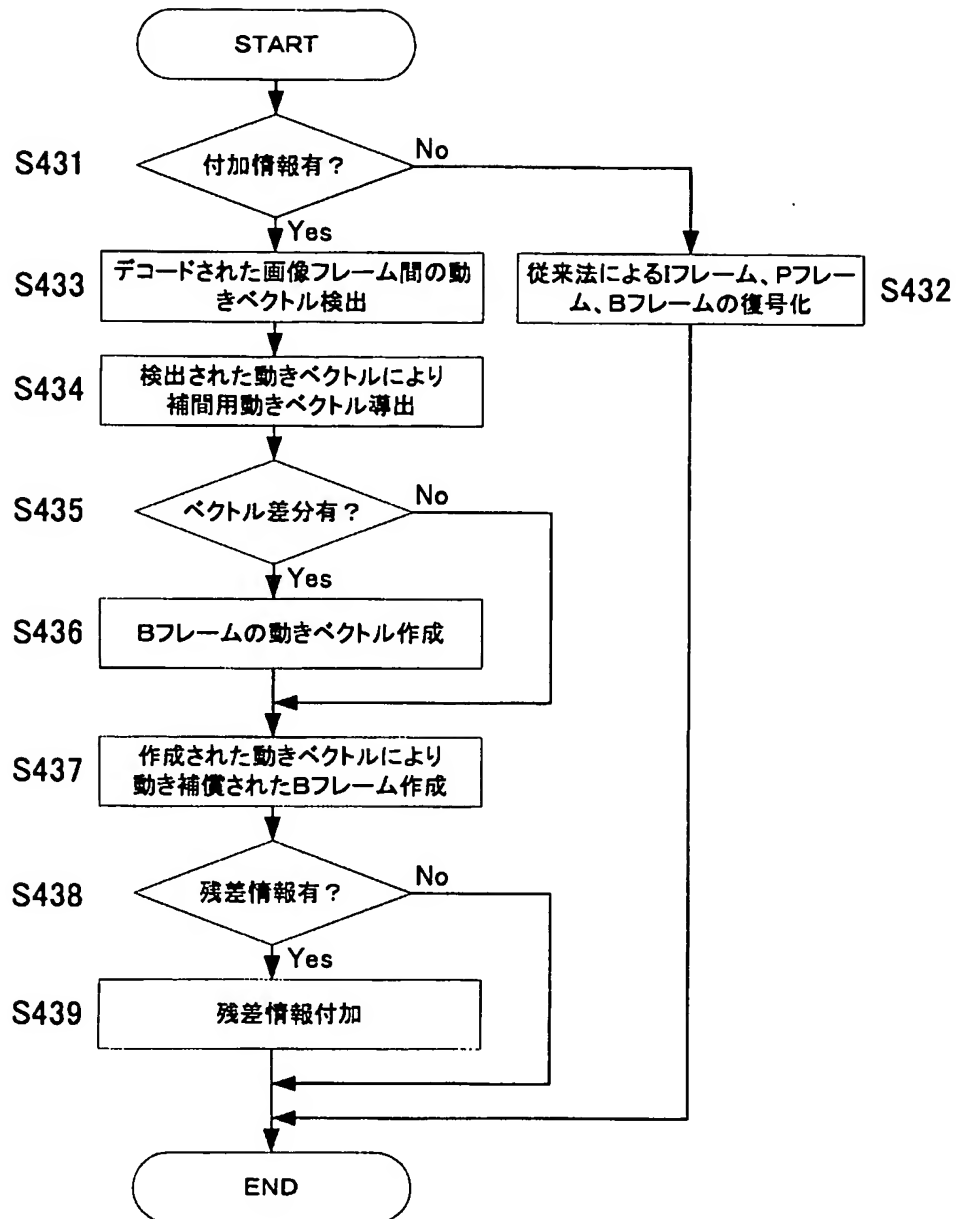 START
S431
付加情報有？
No
Yes
S433
デコードされた画像フレーム間の動
きベクトル検出
従来法によるIフレーム、Pフレー
ム、Bフレームの復号化
S432
S434
検出された動きベクトルにより
補間用動きベクトル導出
S435
ベクトル差分有？
No
Yes
S436
Bフレームの動きベクトル作成
S437
作成された動きベクトルにより
動き補償されたBフレーム作成
S438
残差情報有？
No
Yes
S439
残差情報付加
END